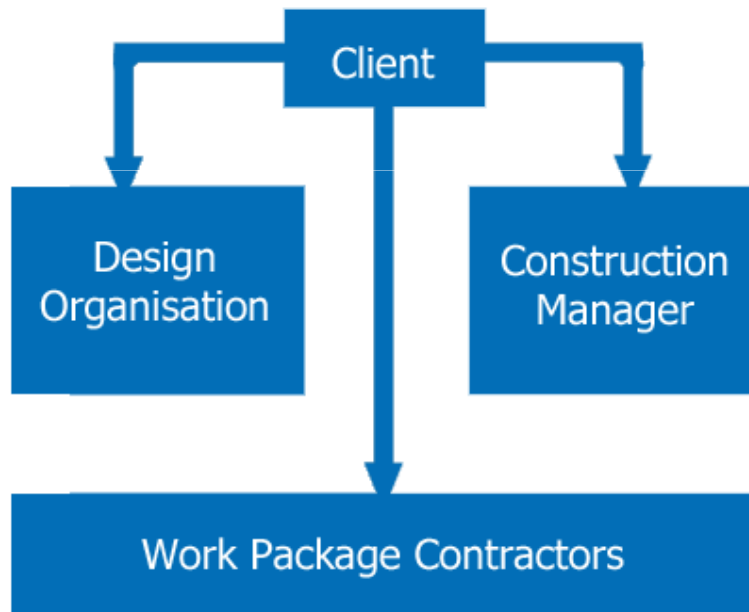 Client
Design
Organisation
Construction
Manager
Work Package Contractors